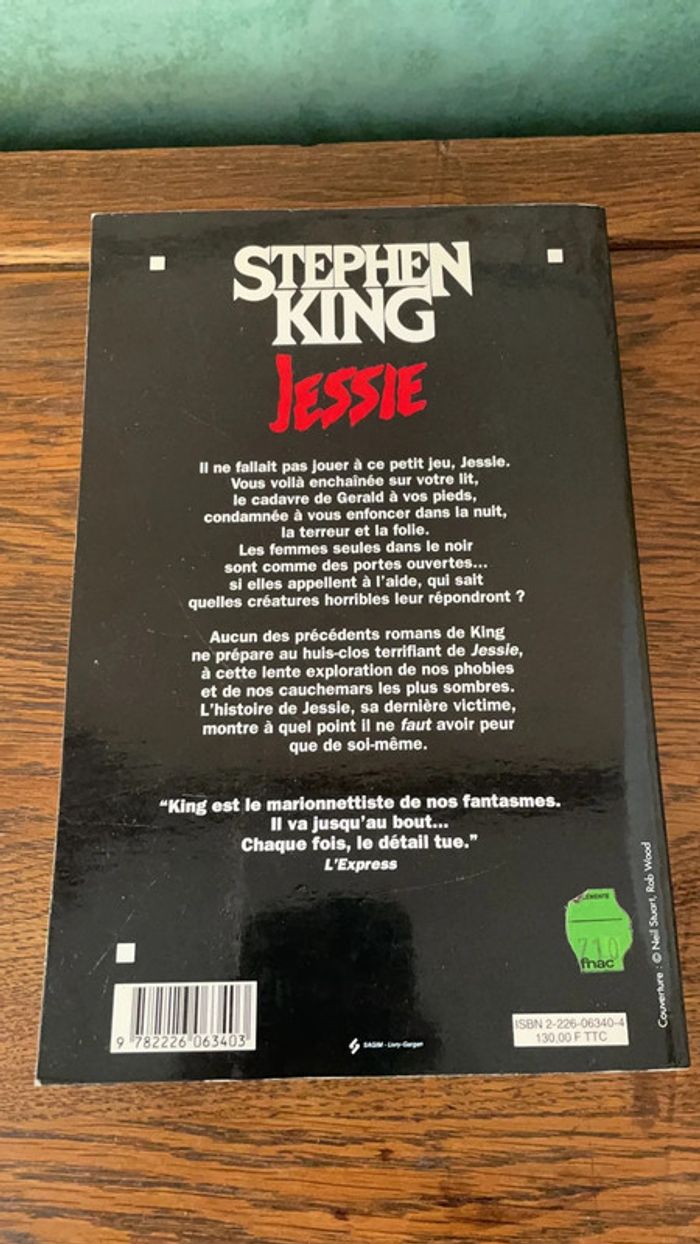 STEPHEN
KING
JESSIE
Il ne fallait pas jouer à ce petit jeu, Jessie.
Vous voilà enchaînée sur votre lit,
le cadavre de Gerald à vos pieds,
condamnée à vous enfoncer dans la nuit,
la terreur et la folie.
Les femmes seules dans le noir
sont comme des portes ouvertes...
si elles appellent à l'aide, qui sait
quelles créatures horribles leur répondront ?
Aucun des précédents romans de King
ne prépare au huis-clos terrifiant de Jessie,
à cette lente exploration de nos phobies
et de nos cauchemars les plus sombres.
L'histoire de Jessie, sa dernière victime,
montre à quel point il ne faut avoir peur
que de soi-même.
“King est le marionnettiste de nos fantasmes.
Il va jusqu'au bout...
Chaque fois, le détail tue.”
L'Express
Couverture : © Neil Stuart, Rob Wood
fnac
9 782226 063403
SAGIM - Livry-Gargan
ISBN 2-226-06340-4
130,00 F TTC